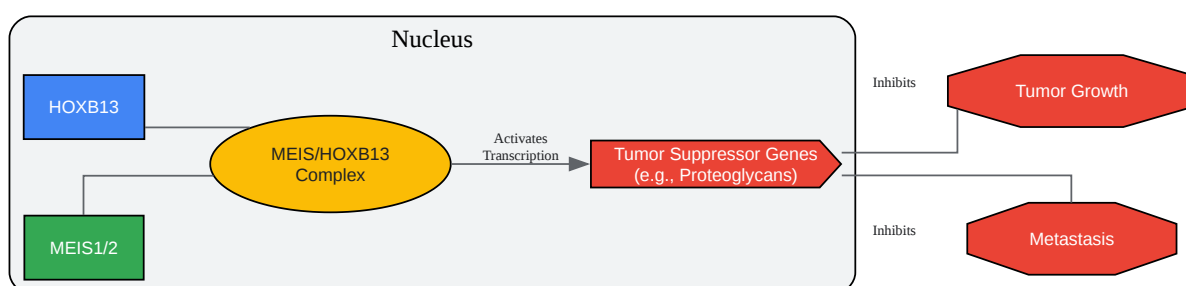 Nucleus
HOXB13
MEIS1/2
MEIS/HOXB13
Complex
Activates
Transcription
Tumor Suppressor Genes
(e.g., Proteoglycans)
Inhibits
Tumor Growth
Inhibits
Metastasis